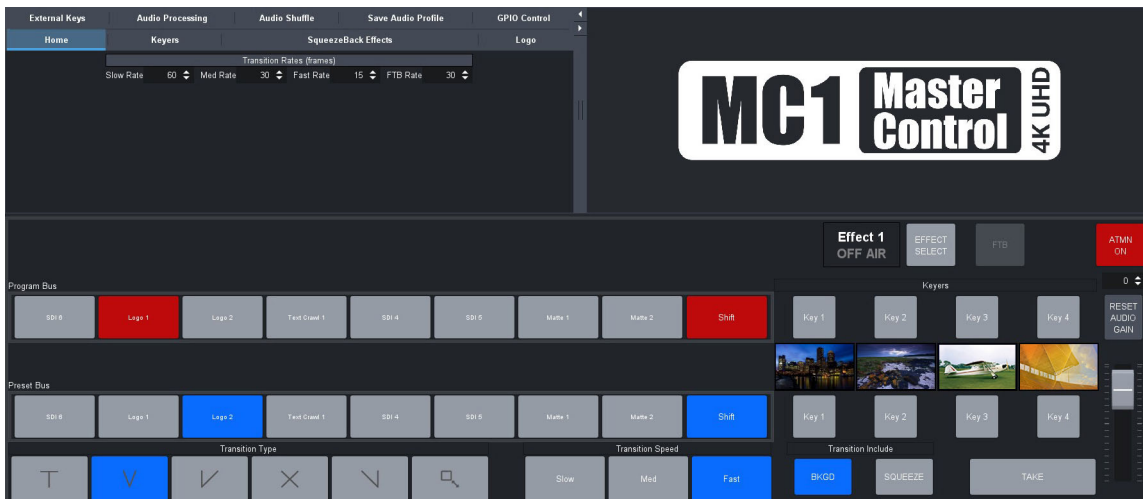 External Keys Audio Processing Audio Shuffle Save Audio Profile GPIO Control
Home Keyers SqueezeBack Effects Logo
Transition Rates (frames)
Slow Rate 60 Med Rate 30 Fast Rate 15 FTB Rate 30
MC1 Master Control 4K UHD
Effect 1
OFF AIR
EFFECT SELECT
FTB
ATMN ON
Program Bus
Keyers
0
SDI 6 Logo 1 Logo 2 Text Crawl 1 SDI 4 SDI 5 Matte 1 Matte 2 Shift
Key 1 Key 2 Key 3 Key 4
RESET AUDIO GAIN
Preset Bus
SDI 6 Logo 1 Logo 2 Text Crawl 1 SDI 4 SDI 5 Matte 1 Matte 2 Shift
Key 1 Key 2 Key 3 Key 4
Transition Type Transition Speed Transition Include
Slow Med Fast BKGD SQUEEZE TAKE